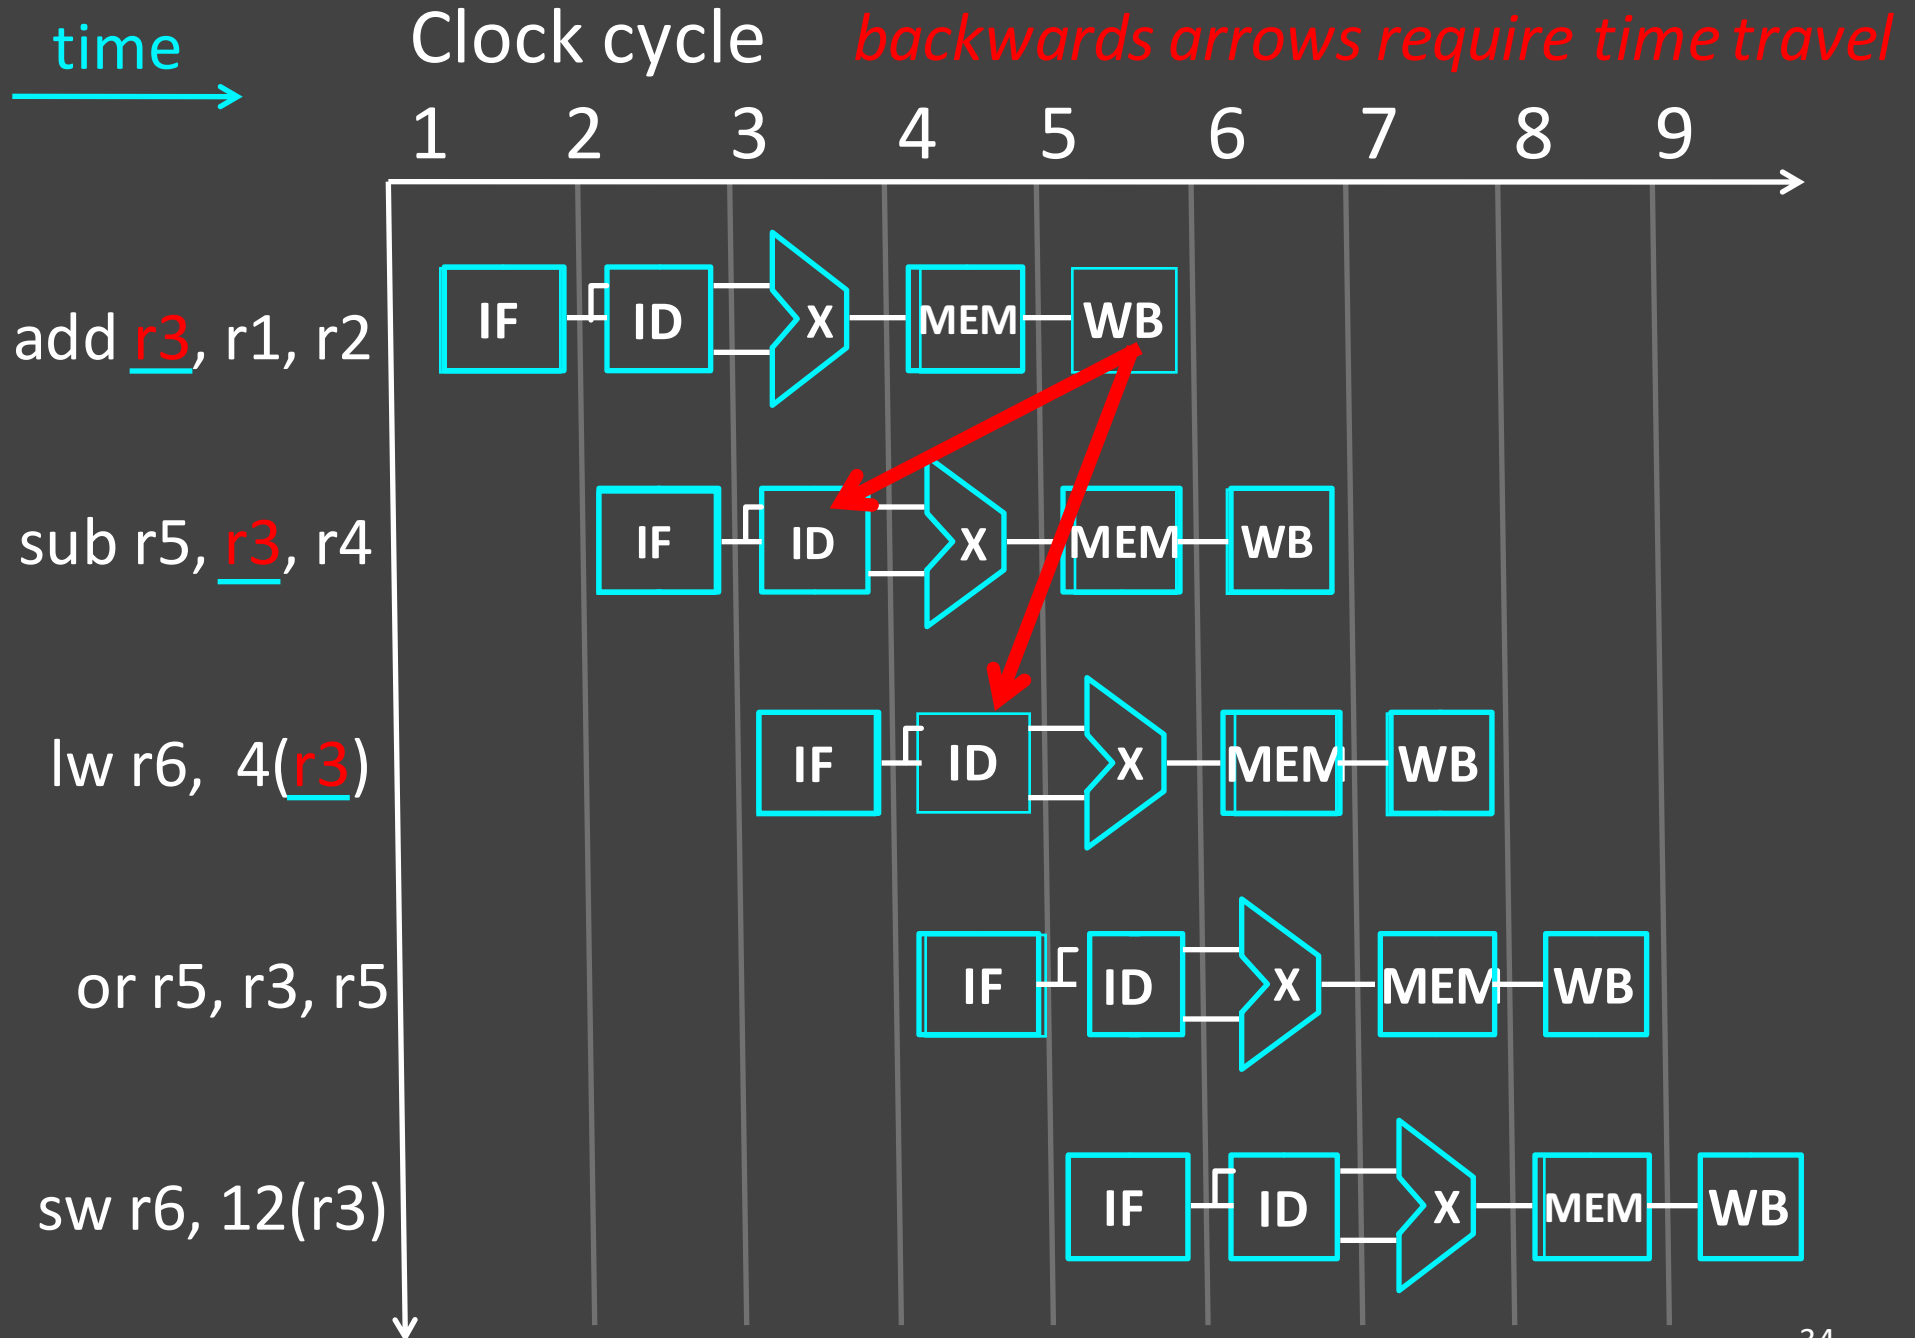 time Clock cycle backwards arrows require time travel
1 2 3 4 5 6 7 8 9
add r3, r1, r2 IF ID X MEM WB
sub r5, r3, r4 IF ID X MEM WB
lw r6, 4(r3) IF ID X MEM WB
or r5, r3, r5 IF ID X MEM WB
sw r6, 12(r3) IF ID X MEM WB